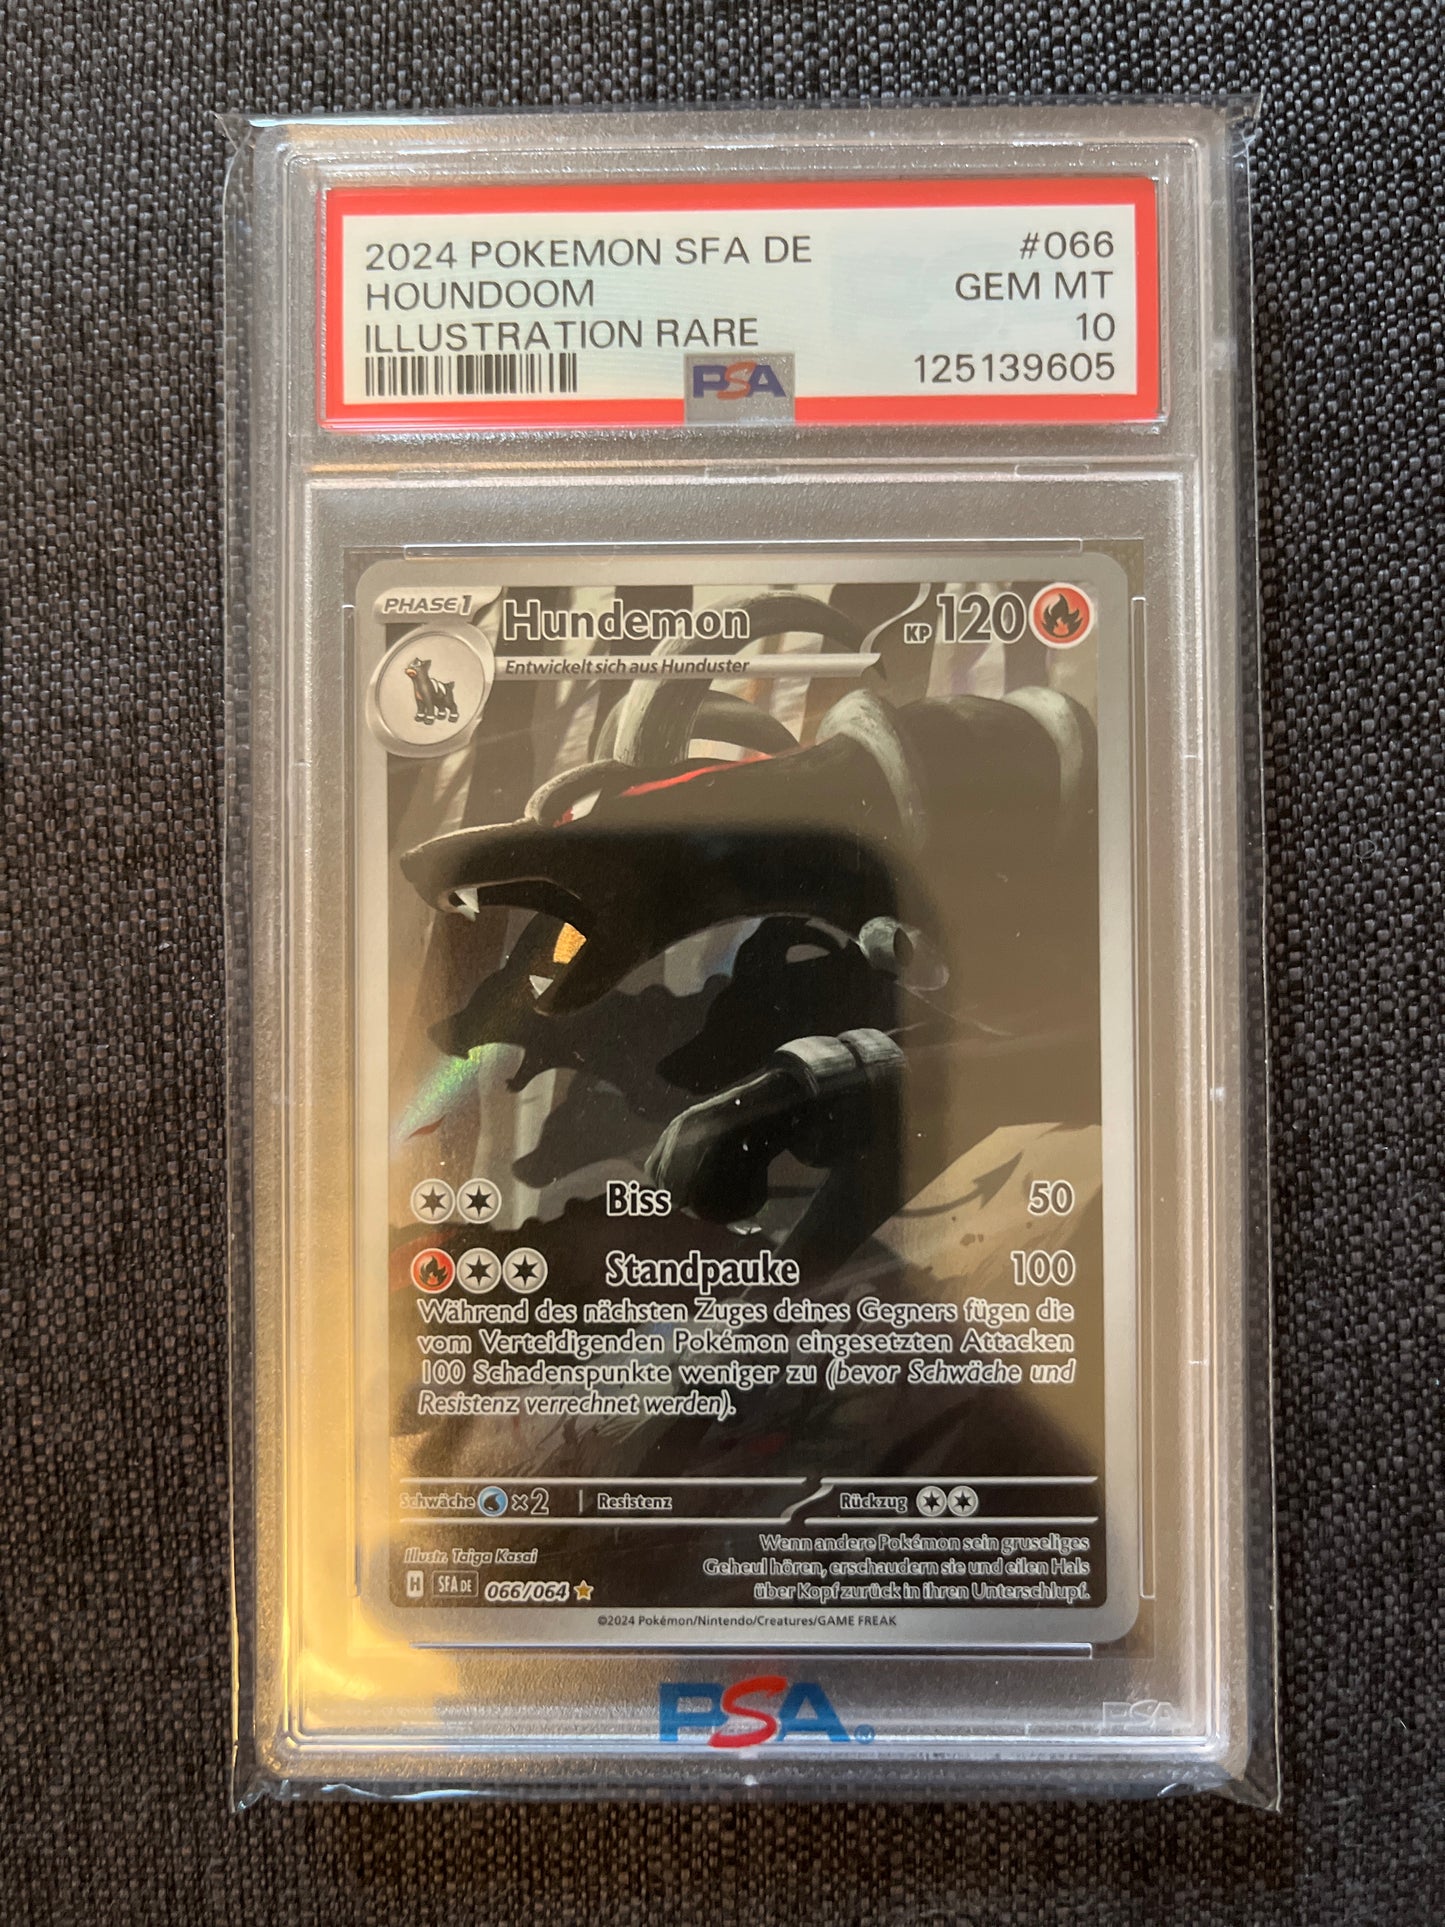 2024 POKEMON SFA DE #066
HOUNDOOM GEM MT
ILLUSTRATION RARE 10
125139605
PSA
PHASE 1 Hundemon KP 120
Entwickelt sich aus Hunduster
Biss 50
Standpauke 100
Während des nächsten Zuges deines Gegners fügen die
vom Verteidigenden Pokémon eingesetzten Attacken
100 Schadenspunkte weniger zu (bevor Schwäche und
Resistenz verrechnet werden).
Schwäche ×2 | Resistenz Rückzug
Illustr. Taiga Kasai
H SFA DE 066/064
Wenn andere Pokémon sein gruseliges
Geheul hören, erschaudern sie und eilen Hals
über Kopf zurück in ihren Unterschlupf.
©2024 Pokémon/Nintendo/Creatures/GAME FREAK
PSA®
PSA